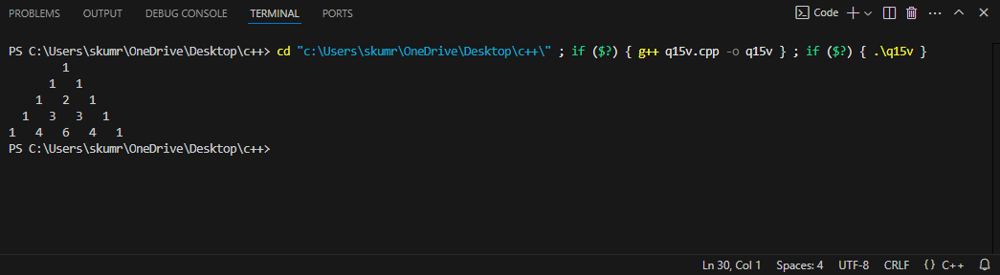 PROBLEMS OUTPUT DEBUG CONSOLE TERMINAL PORTS Code
PS C:\Users\skumr\OneDrive\Desktop\c++> cd "c:\Users\skumr\OneDrive\Desktop\c++\" ; if ($?) { g++ q15v.cpp -o q15v } ; if ($?) { .\q15v }
        1
      1   1
    1   2   1
  1   3   3   1
1   4   6   4   1
PS C:\Users\skumr\OneDrive\Desktop\c++>
Ln 30, Col 1 Spaces: 4 UTF-8 CRLF {} C++